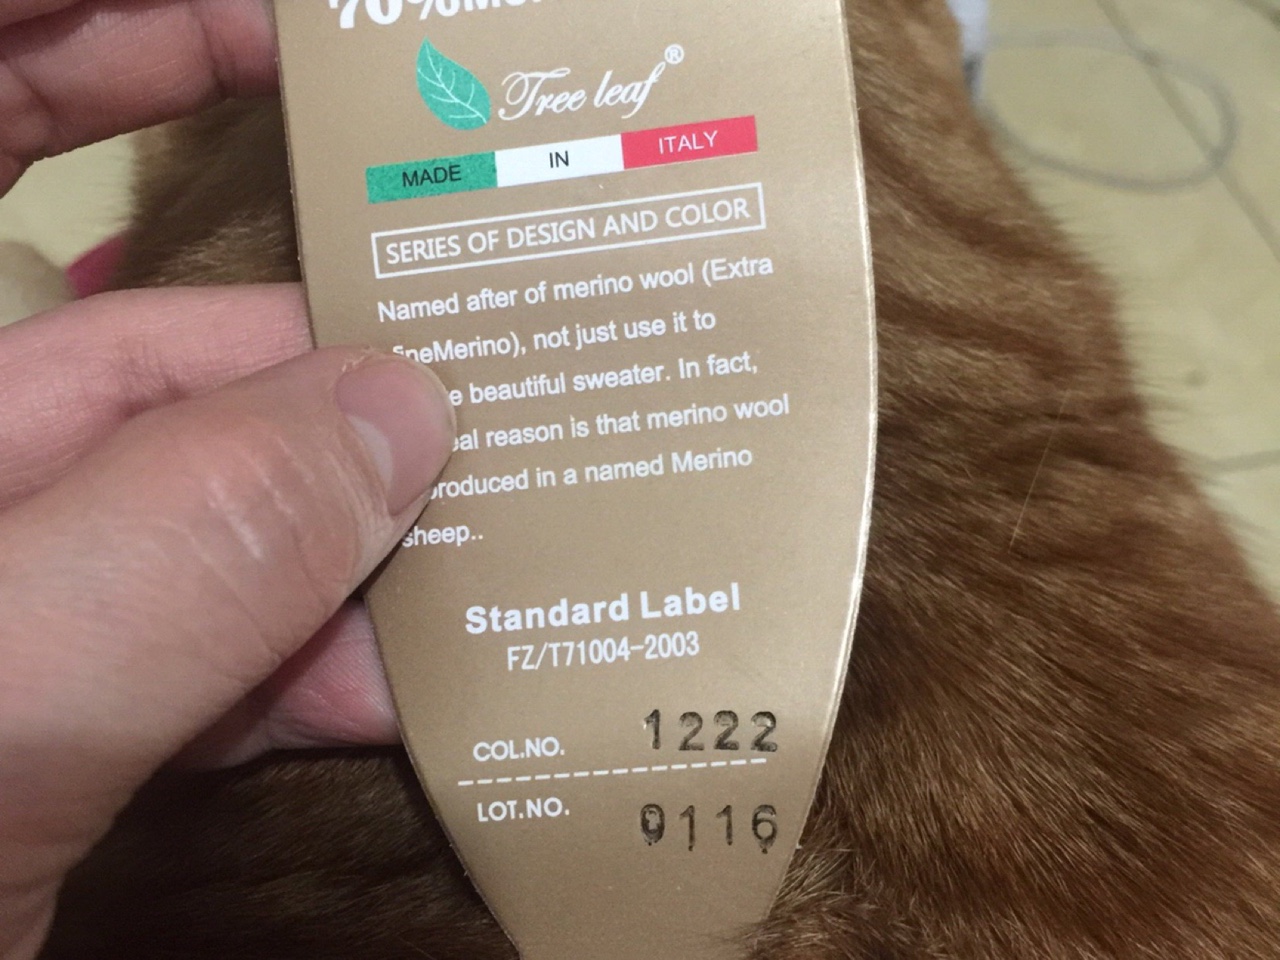 70%
Tree leaf®
MADE IN ITALY
SERIES OF DESIGN AND COLOR
Named after of merino wool (Extra
fineMerino), not just use it to
beautiful sweater. In fact,
reason is that merino wool
produced in a named Merino
sheep..
Standard Label
FZ/T71004-2003
COL.NO. 1222
LOT.NO. 0116